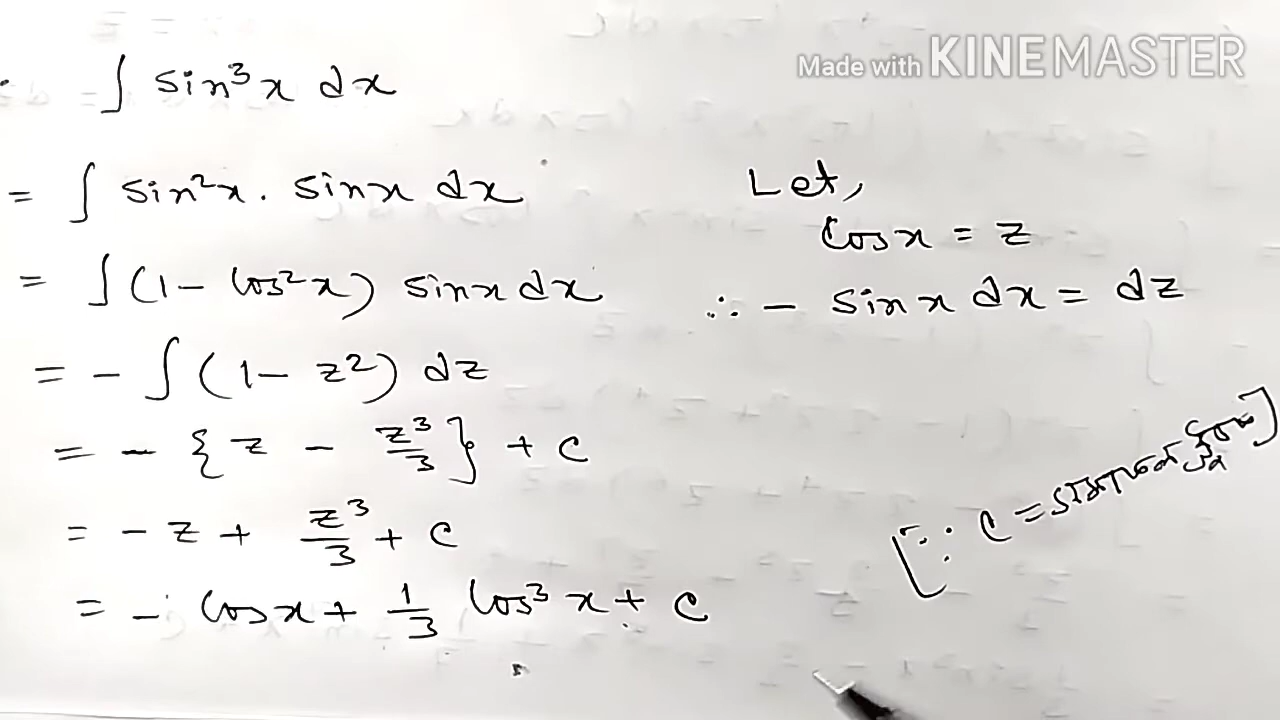 Made with KINEMASTER
∫ sin³x dx
= ∫ sin²x . sinx dx
= ∫ (1 - cos²x) sinx dx
= - ∫ (1 - z²) dz
= - { z - z³/3 } + c
= - z + z³/3 + c
= - cosx + 1/3 cos³x + c
Let,
cosx = z
∴ - sinx dx = dz
[∵ c =